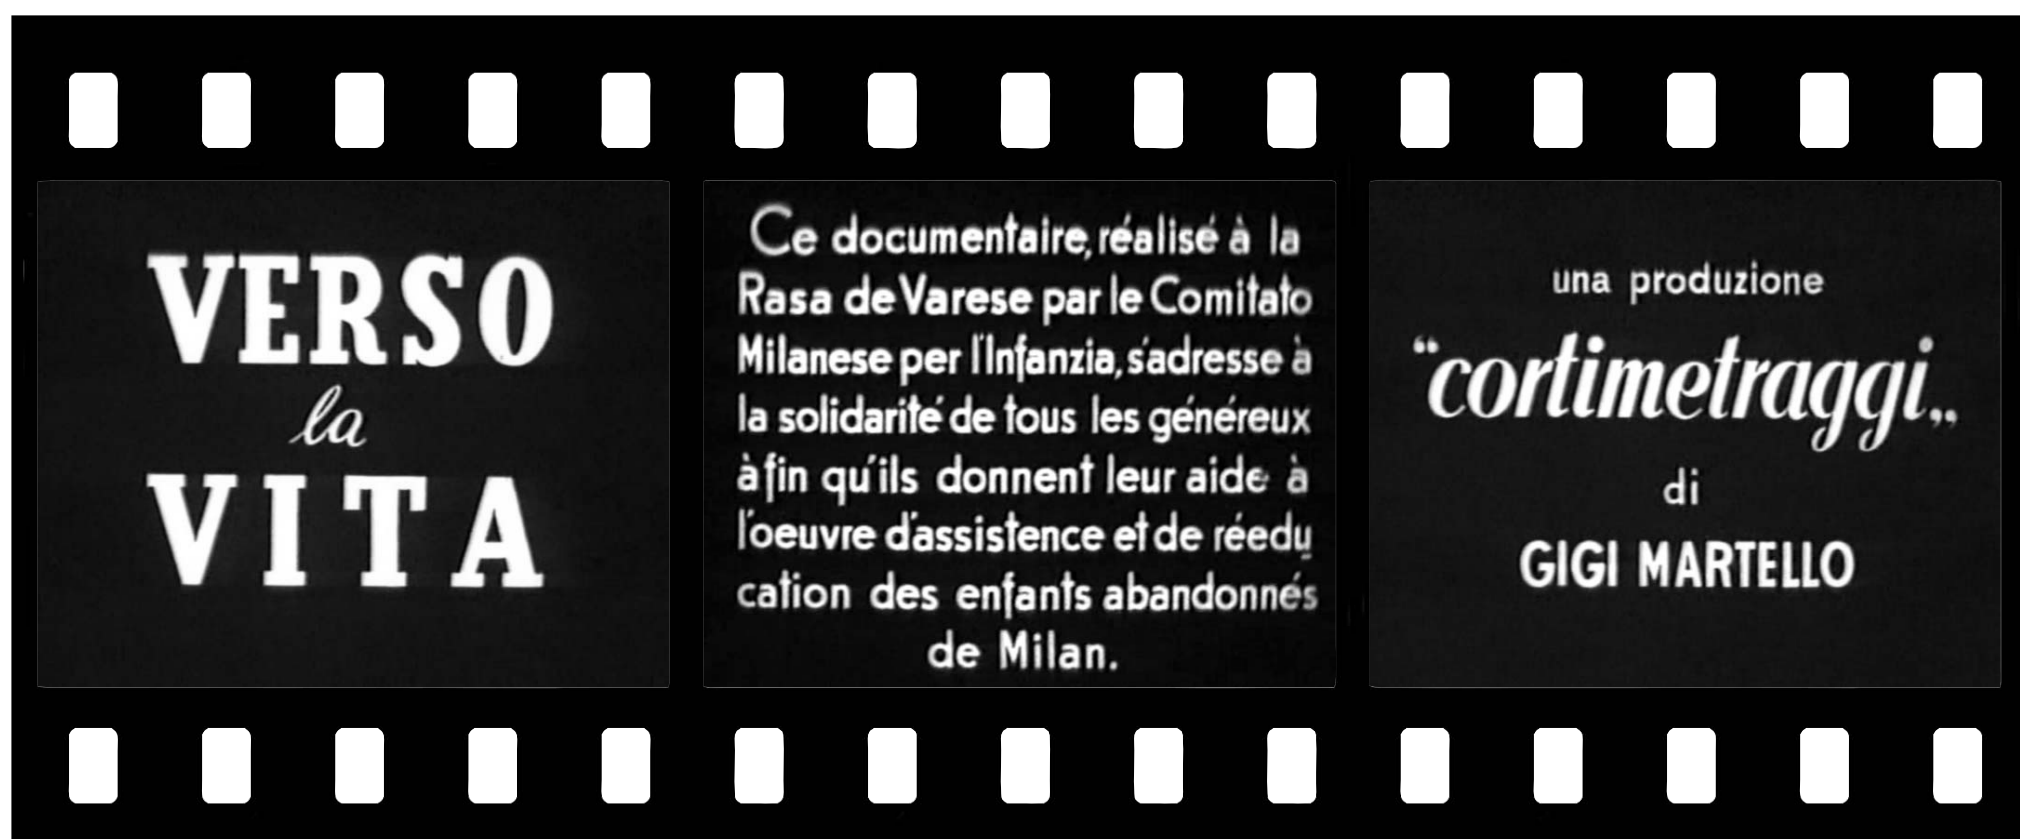 VERSO
la
VITA
Ce documentaire, réalisé à la
Rasa de Varese par le Comitato
Milanese per l'Infanzia, s'adresse à
la solidarité de tous les généreux
àfin qu'ils donnent leur aide à
l'oeuvre d'assistence et de réedu
cation des enfants abandonnés
de Milan.
una produzione
“cortimetraggi„
di
GIGI MARTELLO